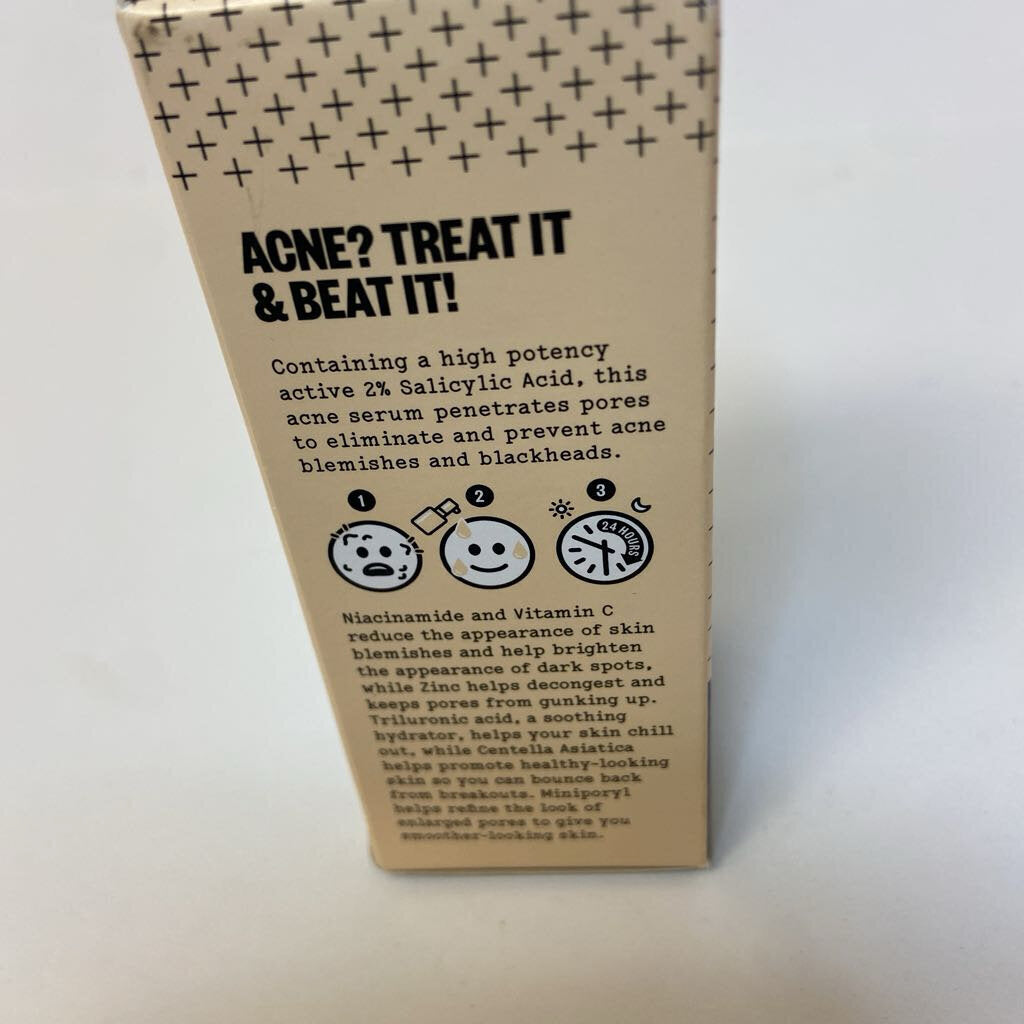 ACNE? TREAT IT
& BEAT IT!
Containing a high potency
active 2% Salicylic Acid, this
acne serum penetrates pores
to eliminate and prevent acne
blemishes and blackheads.
1 2 3
24 HOURS
Niacinamide and Vitamin C
reduce the appearance of skin
blemishes and help brighten
the appearance of dark spots,
while Zinc helps decongest and
keeps pores from gunking up.
Triluronic acid, a soothing
hydrator, helps your skin chill
out, while Centella Asiatica
helps promote healthy-looking
skin so you can bounce back
from breakouts. Miniporyl
helps refine the look of
enlarged pores to give you
smoother-looking skin.